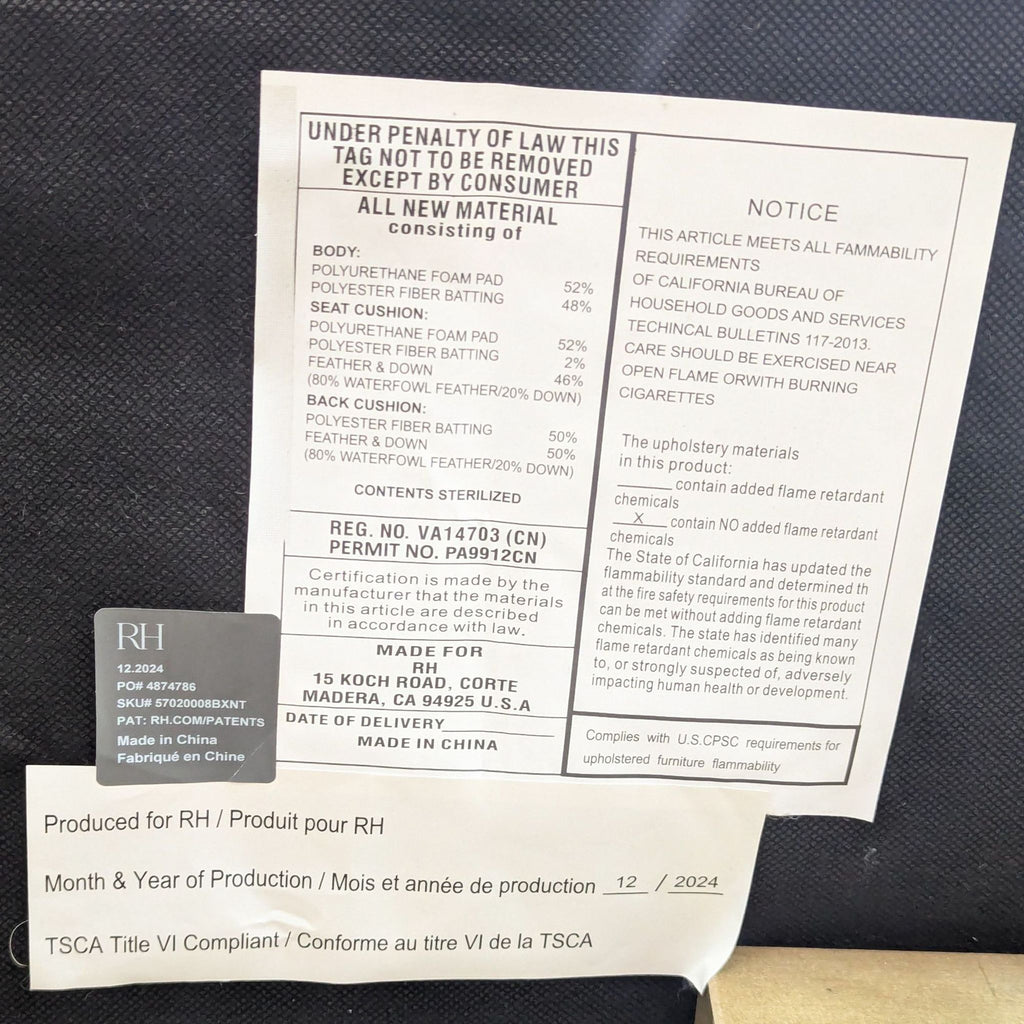 UNDER PENALTY OF LAW THIS
TAG NOT TO BE REMOVED
EXCEPT BY CONSUMER
ALL NEW MATERIAL
consisting of
BODY:
POLYURETHANE FOAM PAD 52%
POLYESTER FIBER BATTING 48%
SEAT CUSHION:
POLYURETHANE FOAM PAD 52%
POLYESTER FIBER BATTING 2%
FEATHER & DOWN 46%
(80% WATERFOWL FEATHER/20% DOWN)
BACK CUSHION:
POLYESTER FIBER BATTING 50%
FEATHER & DOWN 50%
(80% WATERFOWL FEATHER/20% DOWN)
CONTENTS STERILIZED
REG. NO. VA14703 (CN)
PERMIT NO. PA9912CN
Certification is made by the
manufacturer that the materials
in this article are described
in accordance with law.
MADE FOR
RH
15 KOCH ROAD, CORTE
MADERA, CA 94925 U.S.A
DATE OF DELIVERY
MADE IN CHINA
NOTICE
THIS ARTICLE MEETS ALL FAMMABILITY
REQUIREMENTS
OF CALIFORNIA BUREAU OF
HOUSEHOLD GOODS AND SERVICES
TECHINCAL BULLETINS 117-2013.
CARE SHOULD BE EXERCISED NEAR
OPEN FLAME ORWITH BURNING
CIGARETTES
The upholstery materials
in this product:
______ contain added flame retardant
chemicals
__X__ contain NO added flame retardant
chemicals
The State of California has updated the
flammability standard and determined th
at the fire safety requirements for this product
can be met without adding flame retardant
chemicals. The state has identified many
flame retardant chemicals as being known
to, or strongly suspected of, adversely
impacting human health or development.
Complies with U.S.CPSC requirements for
upholstered furniture flammability
RH
12.2024
PO# 4874786
SKU# 57020008BXNT
PAT: RH.COM/PATENTS
Made in China
Fabriqué en Chine
Produced for RH / Produit pour RH
Month & Year of Production / Mois et année de production 12 / 2024
TSCA Title VI Compliant / Conforme au titre VI de la TSCA